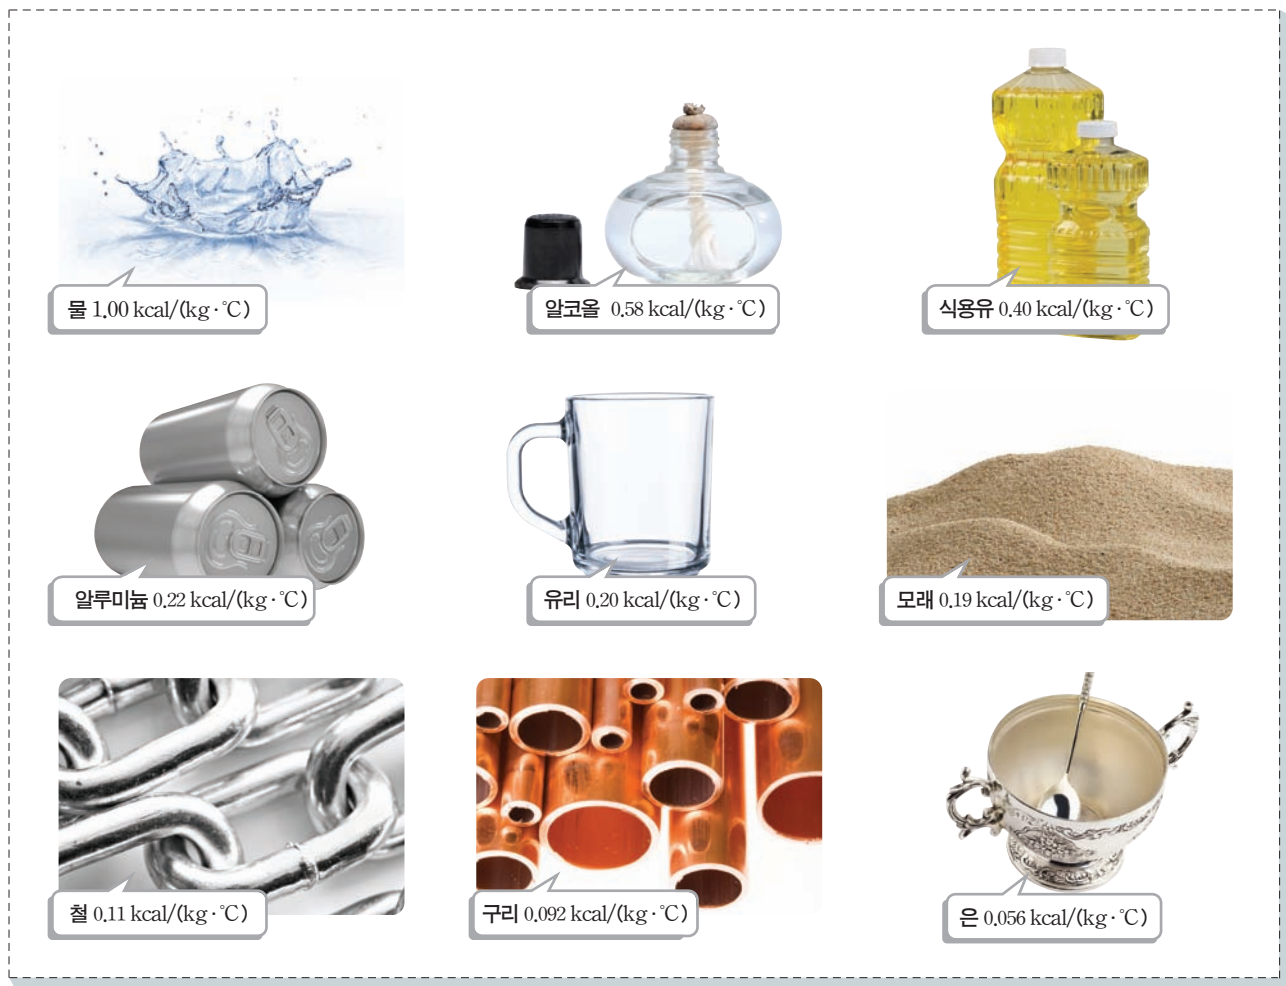 물 1.00 kcal/(kg·℃)
알코올 0.58 kcal/(kg·℃)
식용유 0.40 kcal/(kg·℃)
알루미늄 0.22 kcal/(kg·℃)
유리 0.20 kcal/(kg·℃)
모래 0.19 kcal/(kg·℃)
철 0.11 kcal/(kg·℃)
구리 0.092 kcal/(kg·℃)
은 0.056 kcal/(kg·℃)